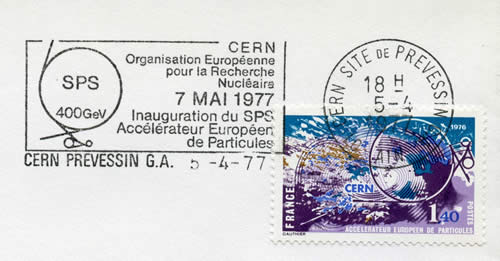 CERN
Organisation Européenne
pour la Recherche
Nucléaire
7 MAI 1977
Inauguration du SPS
Accélérateur Européen
de Particules
SPS
400GeV
CERN PREVESSIN G.A. 5-4-77
CERN SITE DE PREVESSIN
18 H
5-4
AIN
1976
CERN
FRANCE
1,40
POSTES
GAUTHIER
ACCELERATEUR EUROPEEN DE PARTICULES